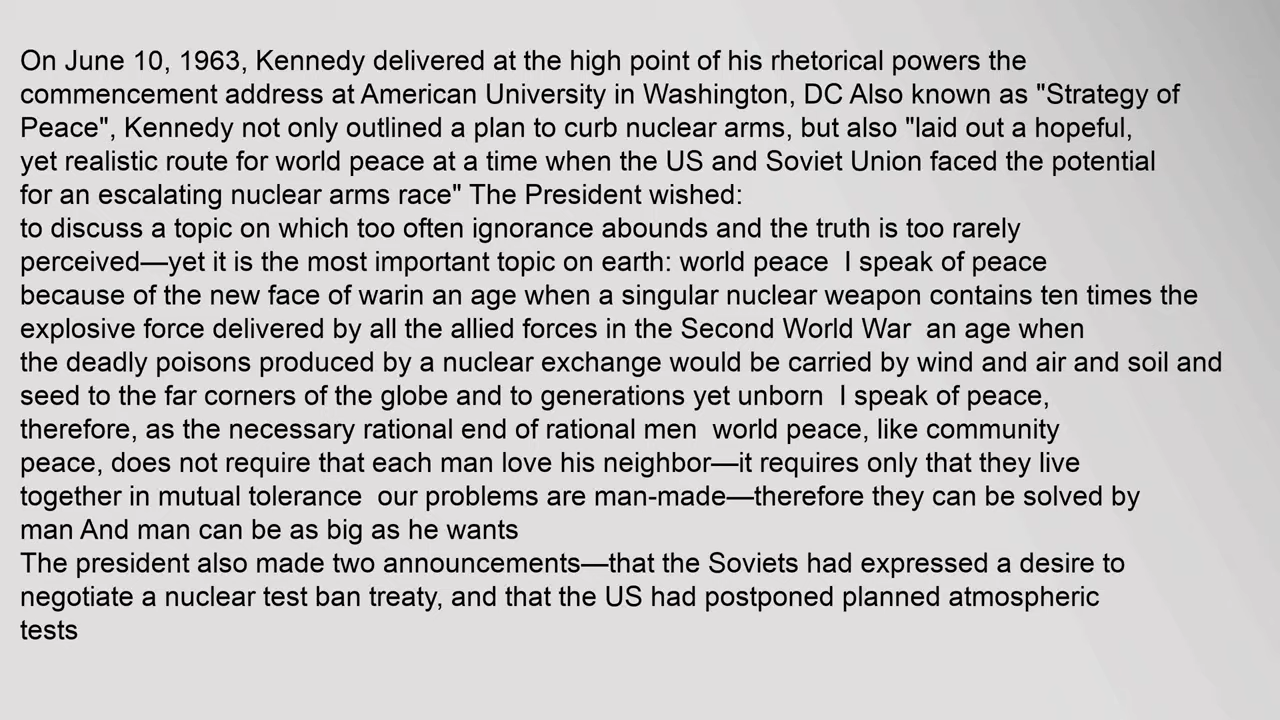 On June 10, 1963, Kennedy delivered at the high point of his rhetorical powers the
commencement address at American University in Washington, DC Also known as "Strategy of
Peace", Kennedy not only outlined a plan to curb nuclear arms, but also "laid out a hopeful,
yet realistic route for world peace at a time when the US and Soviet Union faced the potential
for an escalating nuclear arms race" The President wished:
to discuss a topic on which too often ignorance abounds and the truth is too rarely
perceived—yet it is the most important topic on earth: world peace  I speak of peace
because of the new face of warin an age when a singular nuclear weapon contains ten times the
explosive force delivered by all the allied forces in the Second World War  an age when
the deadly poisons produced by a nuclear exchange would be carried by wind and air and soil and
seed to the far corners of the globe and to generations yet unborn  I speak of peace,
therefore, as the necessary rational end of rational men  world peace, like community
peace, does not require that each man love his neighbor—it requires only that they live
together in mutual tolerance  our problems are man-made—therefore they can be solved by
man And man can be as big as he wants
The president also made two announcements—that the Soviets had expressed a desire to
negotiate a nuclear test ban treaty, and that the US had postponed planned atmospheric
tests